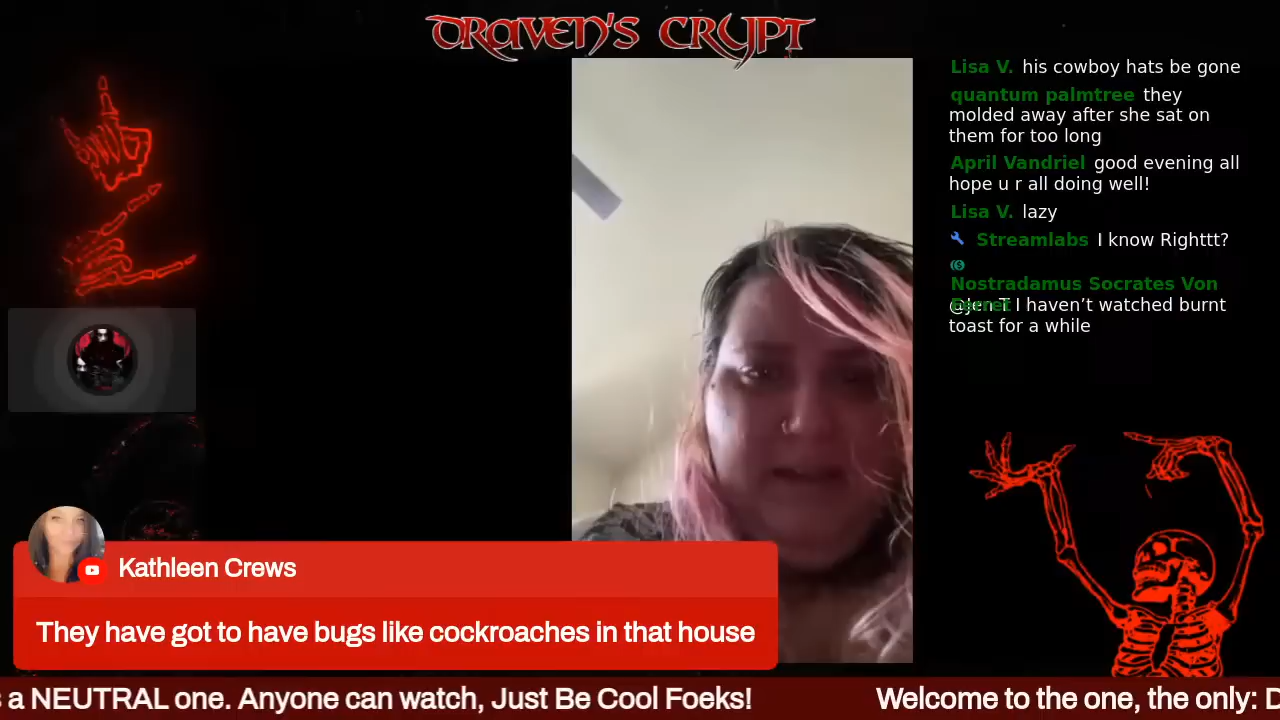 DRAVEN'S CRYPT
Lisa V. his cowboy hats be gone
quantum palmtree they
molded away after she sat on
them for too long
April Vandriel good evening all
hope u r all doing well!
Lisa V. lazy
Streamlabs I know Righttt?
Nostradamus Socrates Von
Ferret
@Jen T I haven’t watched burnt
toast for a while
Kathleen Crews
They have got to have bugs like cockroaches in that house
s a NEUTRAL one. Anyone can watch, Just Be Cool Foeks! Welcome to the one, the only: D